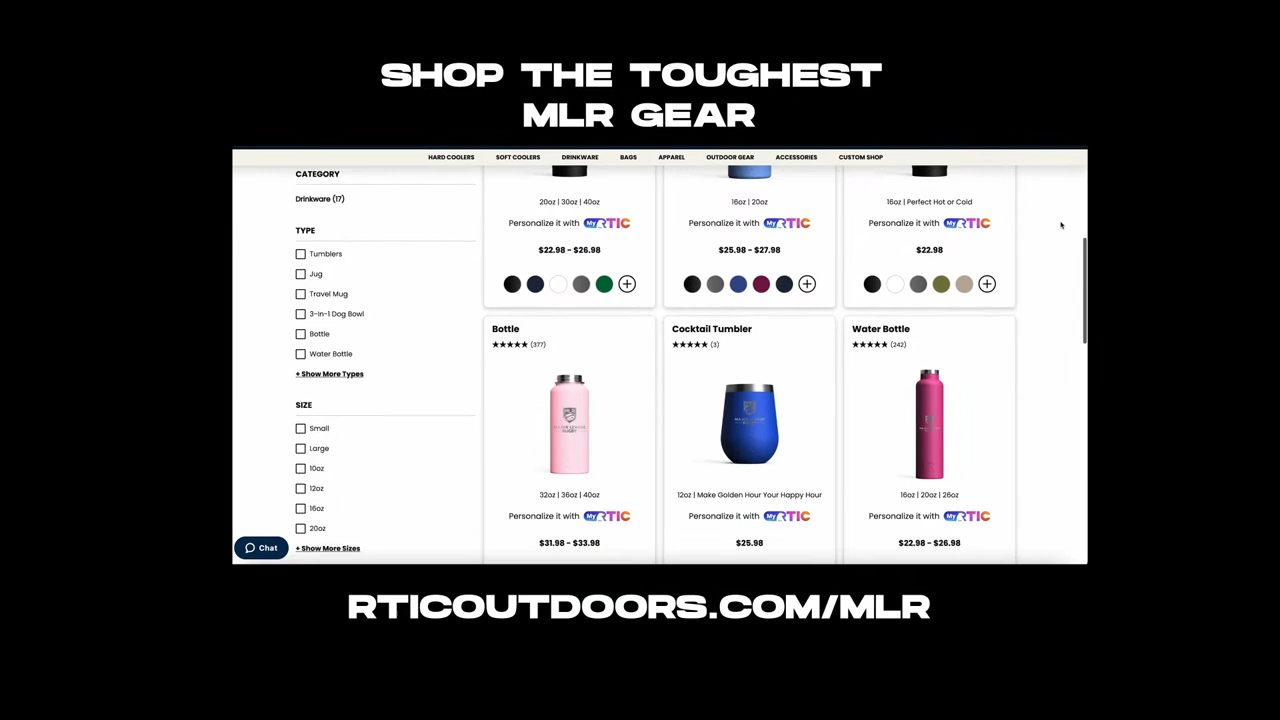 SHOP THE TOUGHEST
MLR GEAR
HARD COOLERS SOFT COOLERS DRINKWARE BAGS APPAREL OUTDOOR GEAR ACCESSORIES CUSTOM SHOP
CATEGORY
Drinkware (17)
TYPE
Tumblers
Jug
Travel Mug
3-in-1 Dog Bowl
Bottle
Water Bottle
+ Show More Types
SIZE
Small
Large
10oz
12oz
16oz
20oz
+ Show More Sizes
Chat
20oz | 30oz | 40oz
Personalize it with My RTIC
$22.98 - $26.98
16oz | 20oz
Personalize it with My RTIC
$25.98 - $27.98
16oz | Perfect Hot or Cold
Personalize it with My RTIC
$22.98
Bottle
★★★★★ (377)
32oz | 36oz | 40oz
Personalize it with My RTIC
$31.98 - $33.98
Cocktail Tumbler
★★★★★ (3)
12oz | Make Golden Hour Your Happy Hour
Personalize it with My RTIC
$25.98
Water Bottle
★★★★★ (242)
16oz | 20oz | 26oz
Personalize it with My RTIC
$22.98 - $26.98
RTICOUTDOORS.COM/MLR